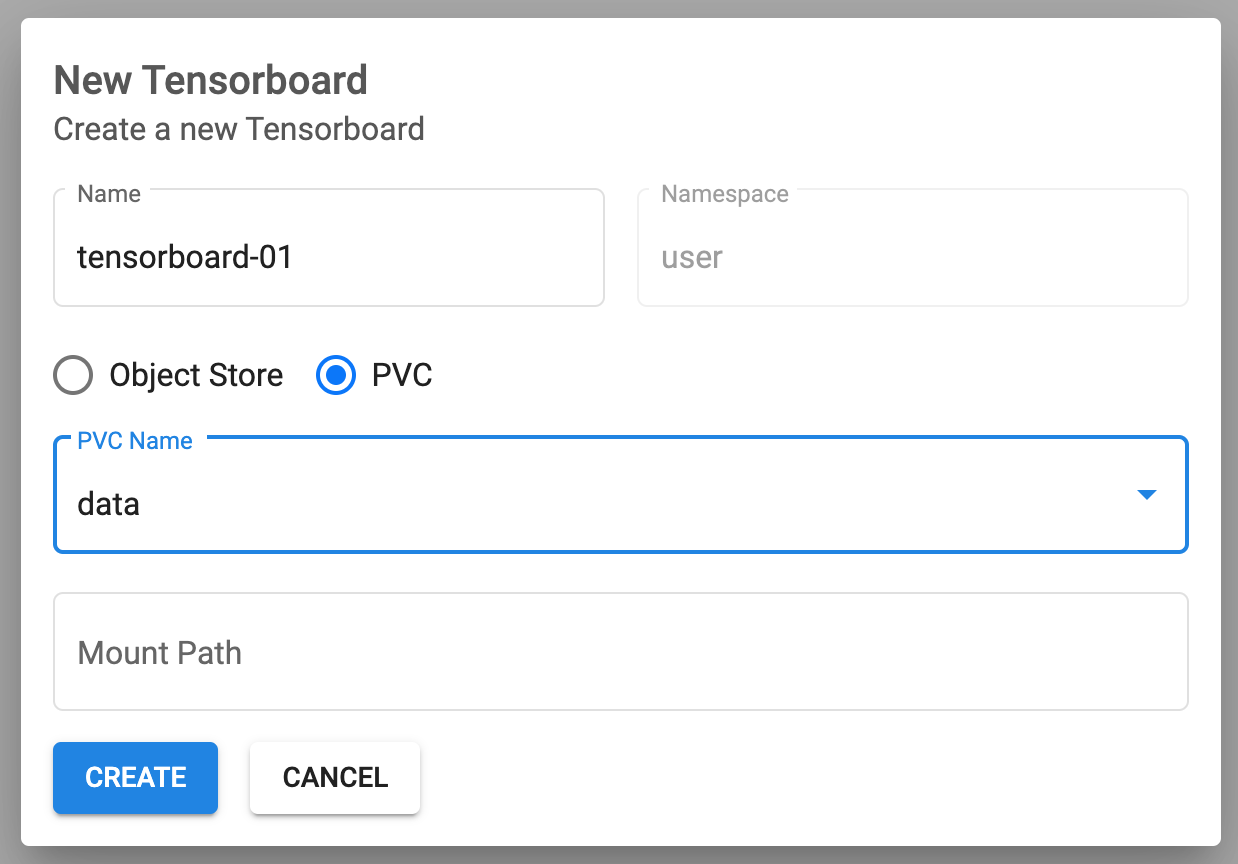 New Tensorboard
Create a new Tensorboard
Name
tensorboard-01
Namespace
user
Object Store
PVC
PVC Name
data
Mount Path
CREATE
CANCEL